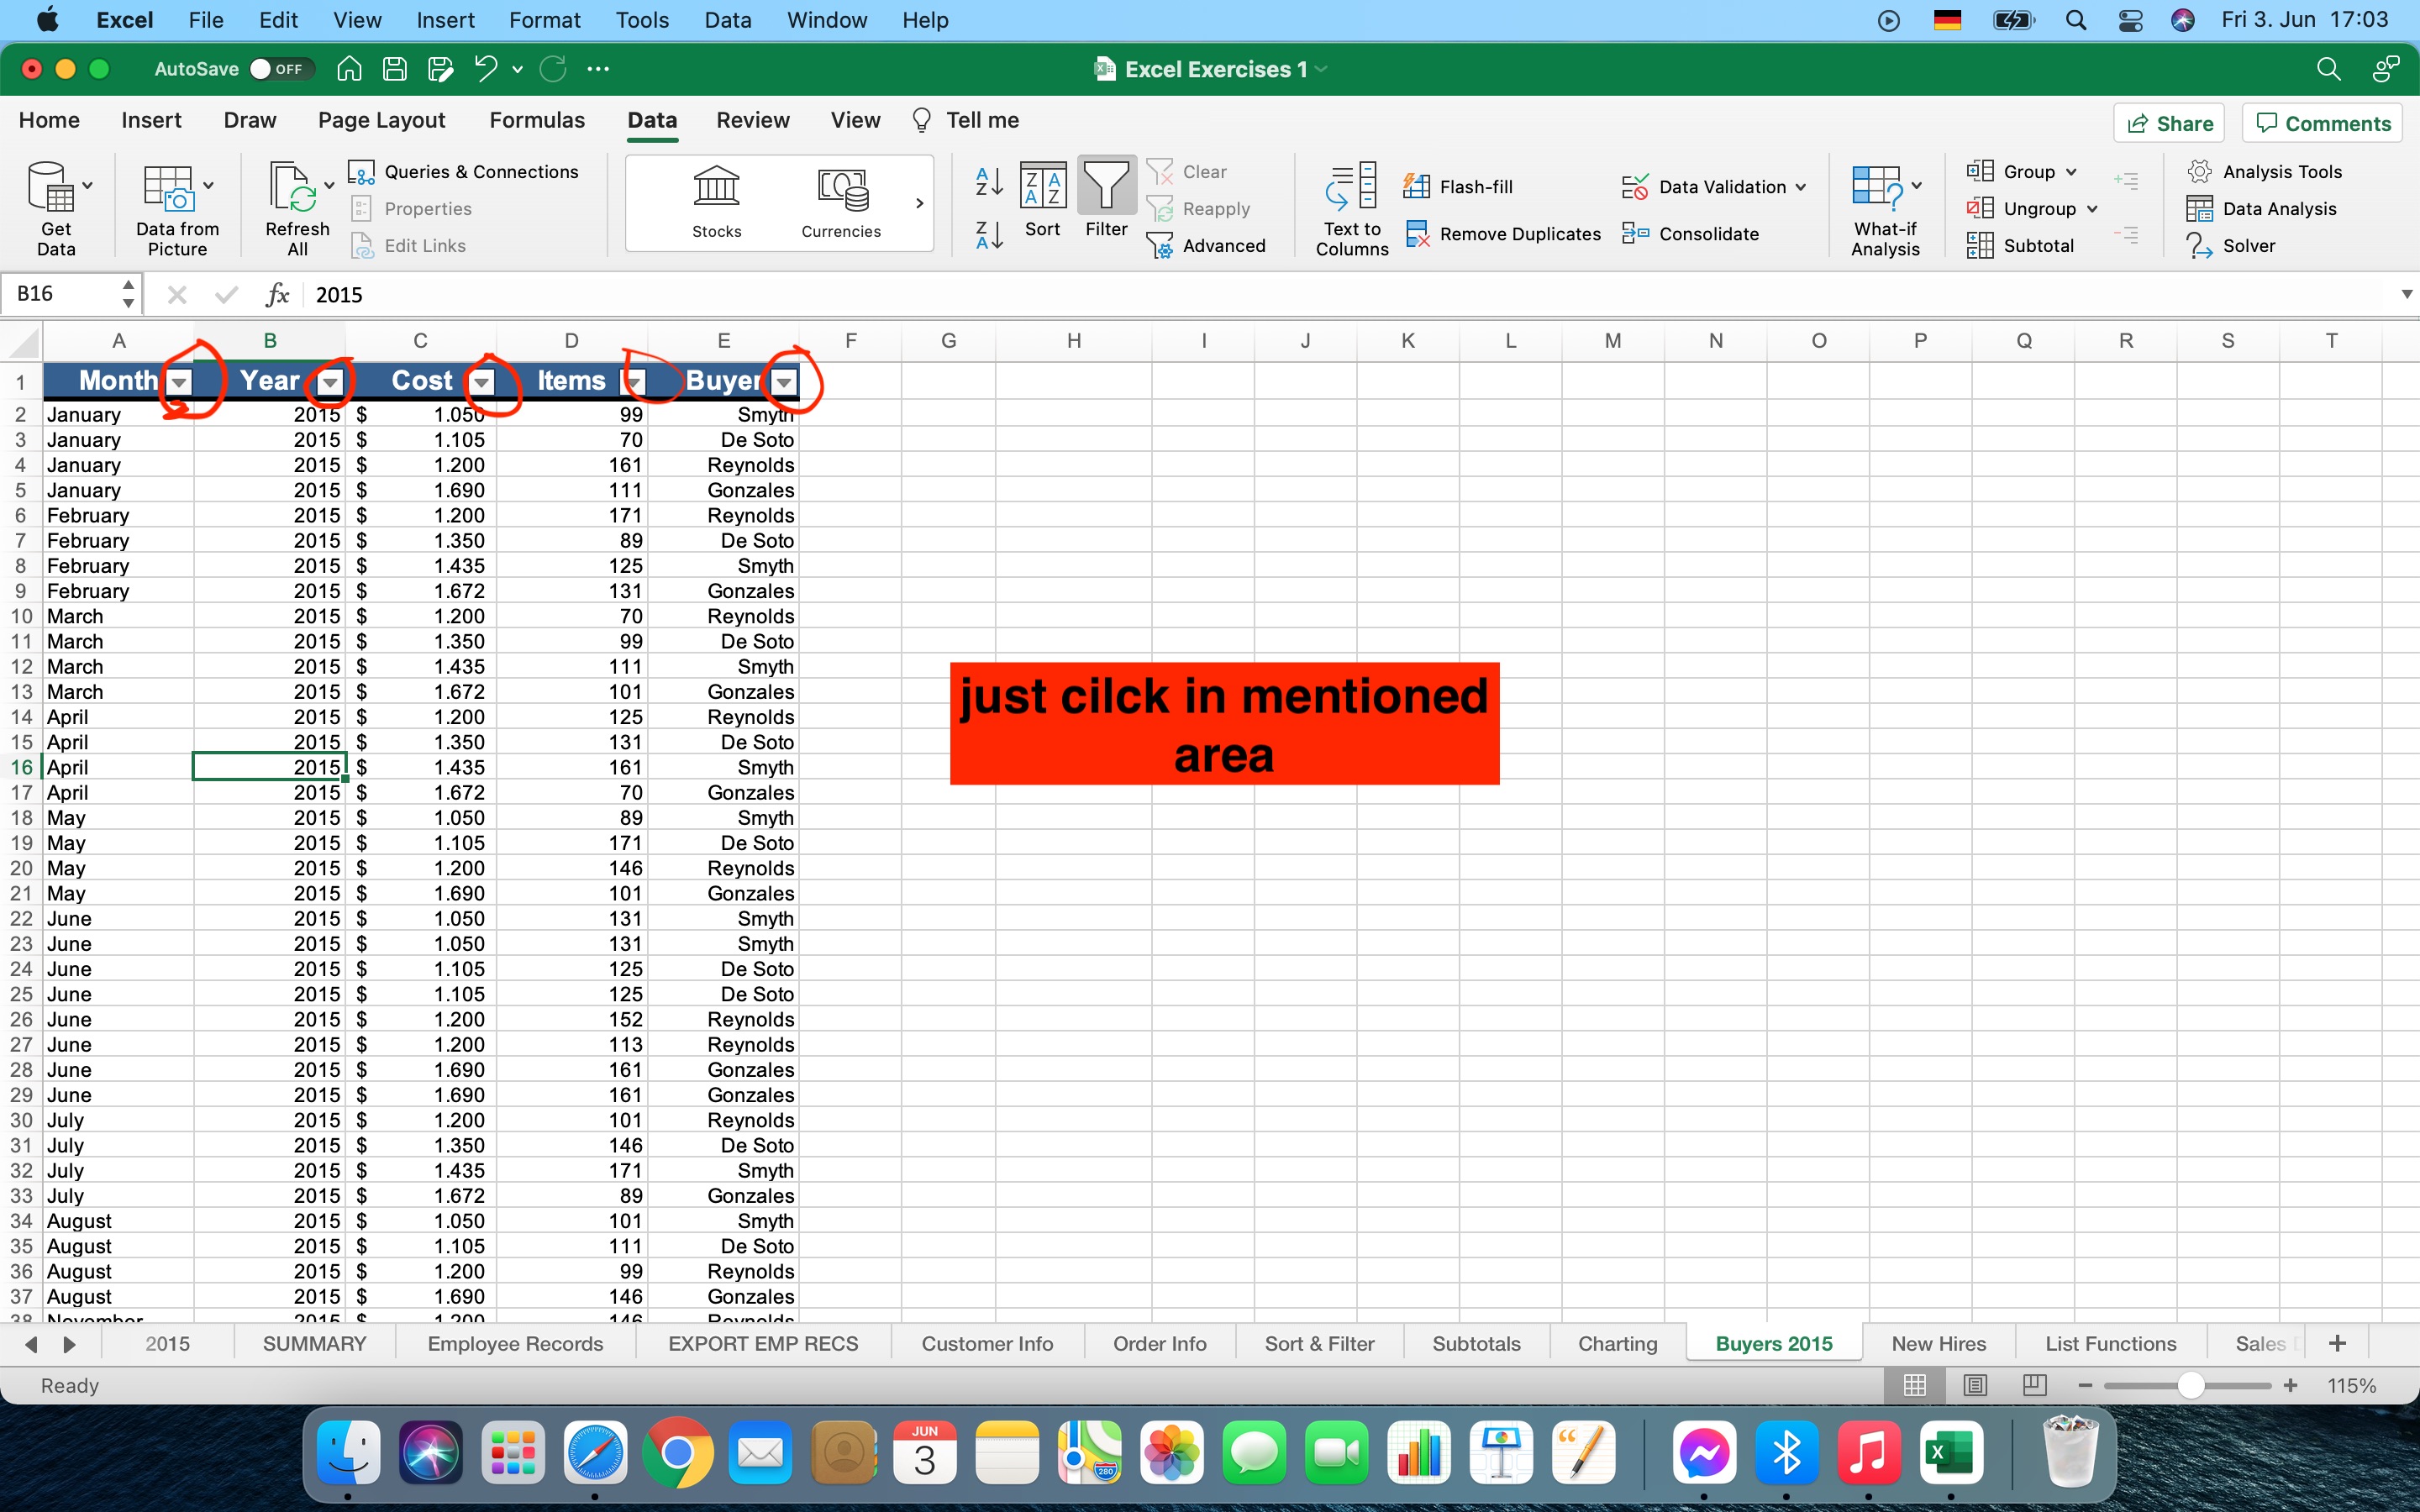 Excel File Edit View Insert Format Tools Data Window Help Fri 3. Jun 17:03
AutoSave OFF Excel Exercises 1
Home Insert Draw Page Layout Formulas Data Review View Tell me Share Comments
Get Data
Data from Picture
Refresh All
Queries & Connections
Properties
Edit Links
Stocks
Currencies
Sort
Filter
Clear
Reapply
Advanced
Text to Columns
Flash-fill
Remove Duplicates
Data Validation
Consolidate
What-if Analysis
Group
Ungroup
Subtotal
Analysis Tools
Data Analysis
Solver
B16 fx 2015
A B C D E F G H I J K L M N O P Q R S T
1 Month Year Cost Items Buyer
2 January 2015 $ 1.050 99 Smyth
3 January 2015 $ 1.105 70 De Soto
4 January 2015 $ 1.200 161 Reynolds
5 January 2015 $ 1.690 111 Gonzales
6 February 2015 $ 1.200 171 Reynolds
7 February 2015 $ 1.350 89 De Soto
8 February 2015 $ 1.435 125 Smyth
9 February 2015 $ 1.672 131 Gonzales
10 March 2015 $ 1.200 70 Reynolds
11 March 2015 $ 1.350 99 De Soto
12 March 2015 $ 1.435 111 Smyth
13 March 2015 $ 1.672 101 Gonzales
14 April 2015 $ 1.200 125 Reynolds
15 April 2015 $ 1.350 131 De Soto
16 April 2015 $ 1.435 161 Smyth
17 April 2015 $ 1.672 70 Gonzales
18 May 2015 $ 1.050 89 Smyth
19 May 2015 $ 1.105 171 De Soto
20 May 2015 $ 1.200 146 Reynolds
21 May 2015 $ 1.690 101 Gonzales
22 June 2015 $ 1.050 131 Smyth
23 June 2015 $ 1.050 131 Smyth
24 June 2015 $ 1.105 125 De Soto
25 June 2015 $ 1.105 125 De Soto
26 June 2015 $ 1.200 152 Reynolds
27 June 2015 $ 1.200 113 Reynolds
28 June 2015 $ 1.690 161 Gonzales
29 June 2015 $ 1.690 161 Gonzales
30 July 2015 $ 1.200 101 Reynolds
31 July 2015 $ 1.350 146 De Soto
32 July 2015 $ 1.435 171 Smyth
33 July 2015 $ 1.672 89 Gonzales
34 August 2015 $ 1.050 101 Smyth
35 August 2015 $ 1.105 111 De Soto
36 August 2015 $ 1.200 99 Reynolds
37 August 2015 $ 1.690 146 Gonzales
38 November 2015 $ 1.200 146 Reynolds
just cilck in mentioned
area
2015 SUMMARY Employee Records EXPORT EMP RECS Customer Info Order Info Sort & Filter Subtotals Charting Buyers 2015 New Hires List Functions Sales
Ready 115%
JUN
3
280